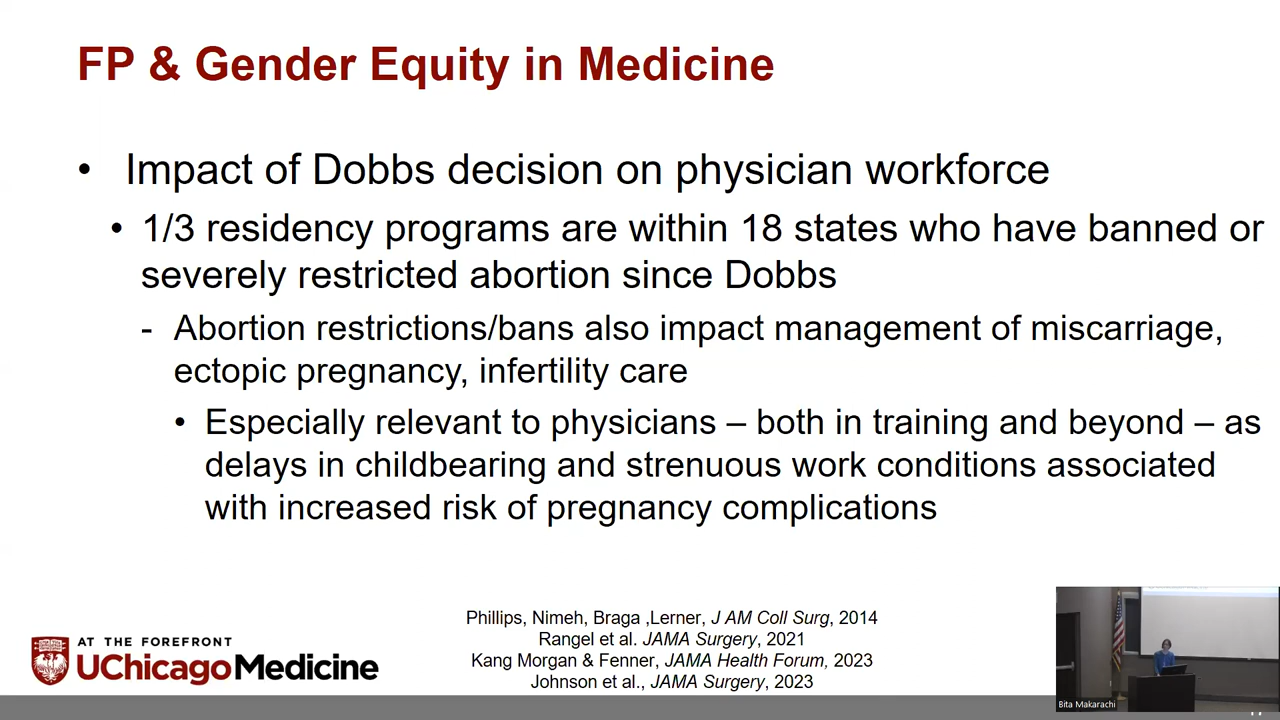 FP & Gender Equity in Medicine
• Impact of Dobbs decision on physician workforce
• 1/3 residency programs are within 18 states who have banned or
severely restricted abortion since Dobbs
- Abortion restrictions/bans also impact management of miscarriage,
ectopic pregnancy, infertility care
• Especially relevant to physicians – both in training and beyond – as
delays in childbearing and strenuous work conditions associated
with increased risk of pregnancy complications
Phillips, Nimeh, Braga ,Lerner, J AM Coll Surg, 2014
Rangel et al. JAMA Surgery, 2021
Kang Morgan & Fenner, JAMA Health Forum, 2023
Johnson et al., JAMA Surgery, 2023
AT THE FOREFRONT
UChicagoMedicine
Bita Makarachi